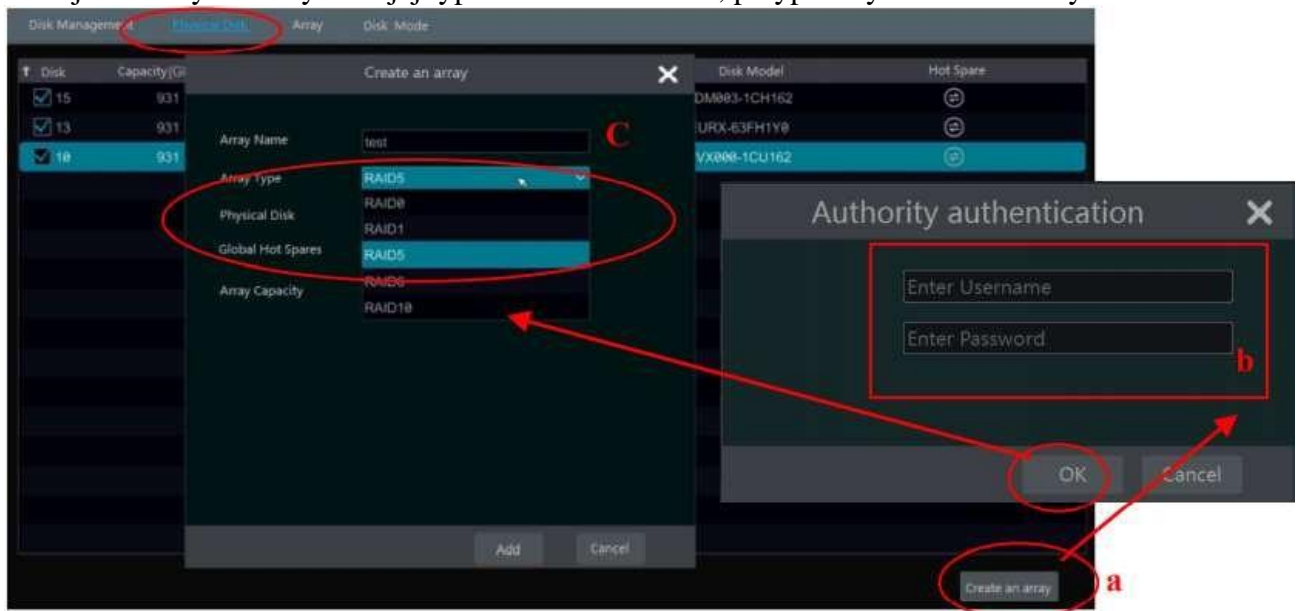 Disk Management Physical Disk Array Disk Mode
Disk Capacity(G Create an array Disk Model Hot Spare
15 931 DM003-1CH162
13 931 Array Name test C URX-63FH1Y0
10 931 Array Type RAID5 VX000-1CU162
RAID0
Physical Disk
RAID1
Global Hot Spares RAID5
RAID6
Array Capacity
RAID10
Add Cancel
Authority authentication
Enter Username
Enter Password
b
OK Cancel
Create an array a